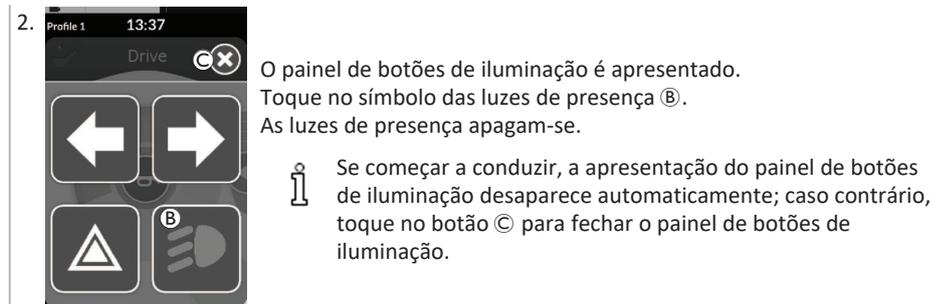 2.
Profile 1 13:37
Drive
Ⓒ
O painel de botões de iluminação é apresentado.
Toque no símbolo das luzes de presença Ⓑ.
As luzes de presença apagam-se.
Se começar a conduzir, a apresentação do painel de botões
de iluminação desaparece automaticamente; caso contrário,
toque no botão Ⓒ para fechar o painel de botões de
iluminação.
Ⓑ